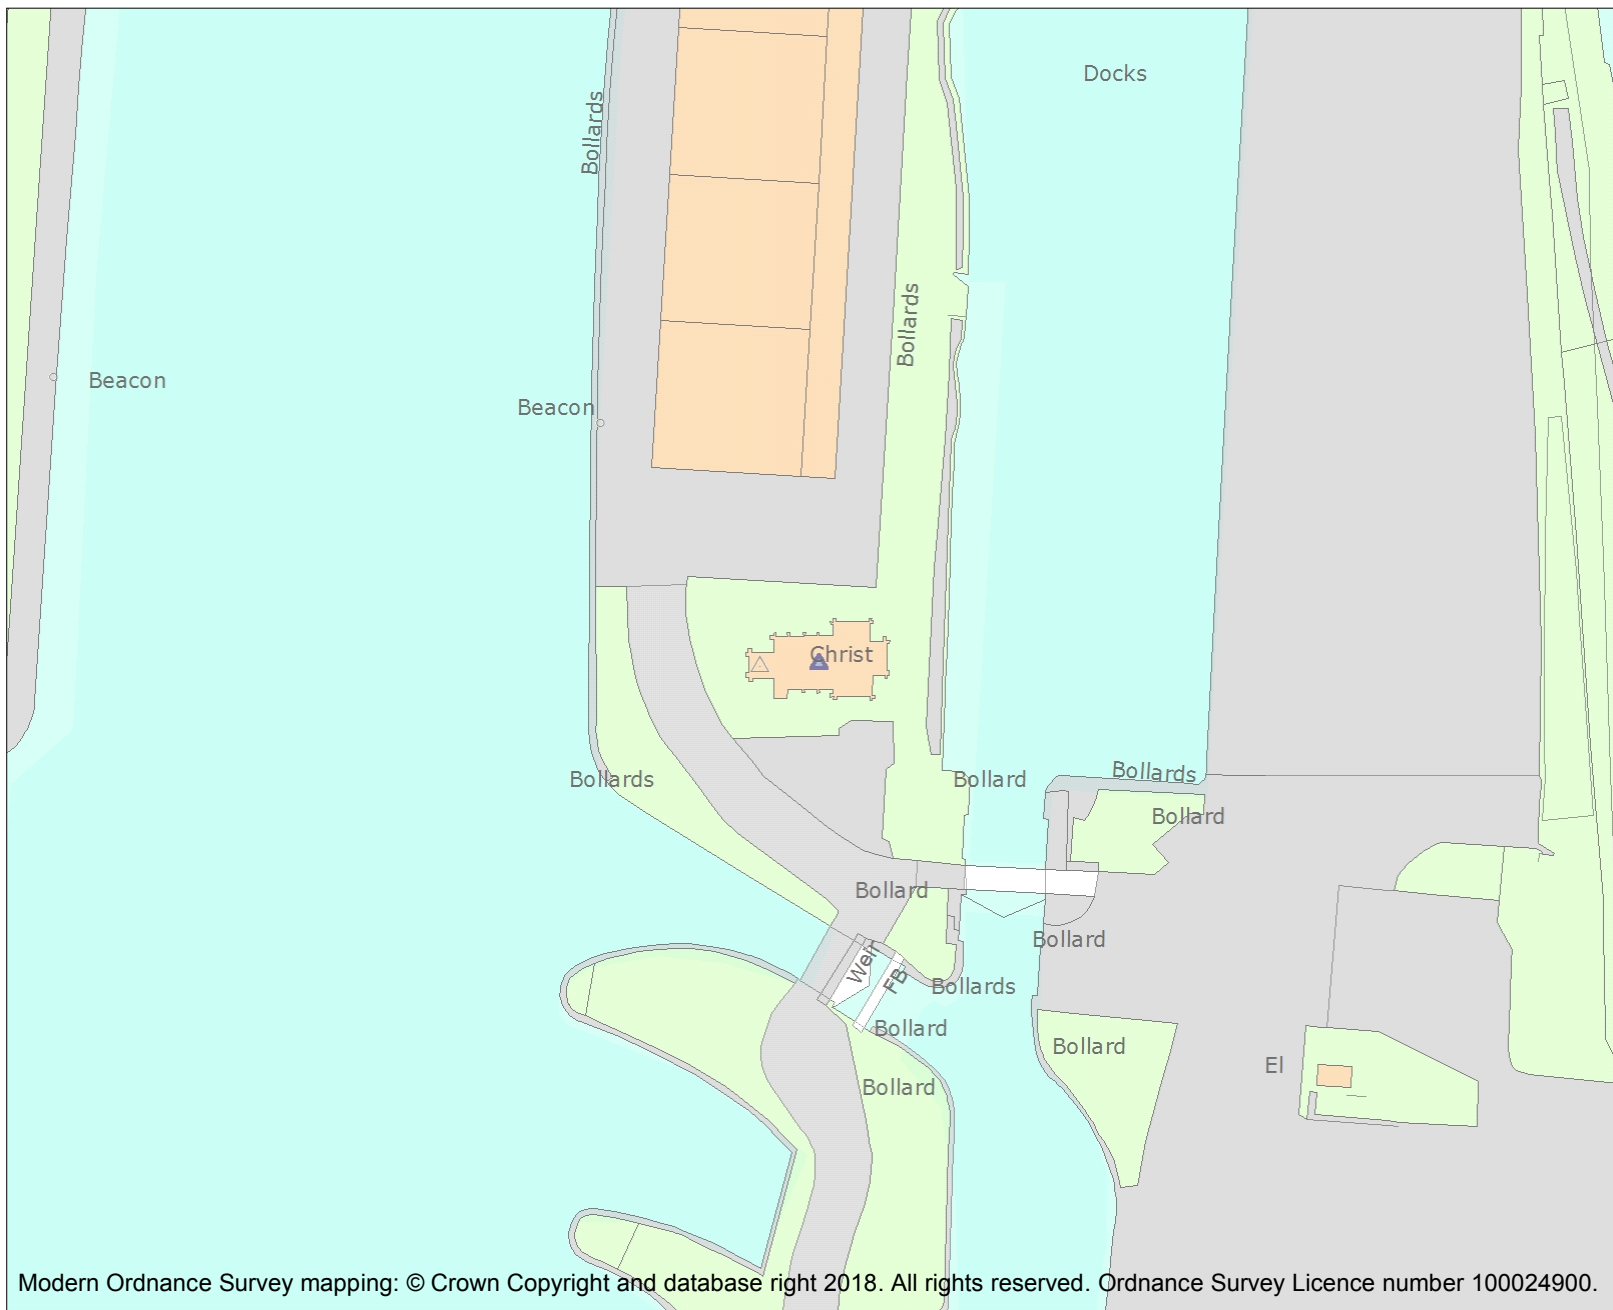 Docks
Bollards
Bollards
Beacon
Beacon
Christ
Bollards
Bollard
Bollards
Bollard
Bollard
Bollard
Weir
FB
Bollards
Bollard
Bollard
El
Bollard
Modern Ordnance Survey mapping: © Crown Copyright and database right 2018. All rights reserved. Ordnance Survey Licence number 100024900.